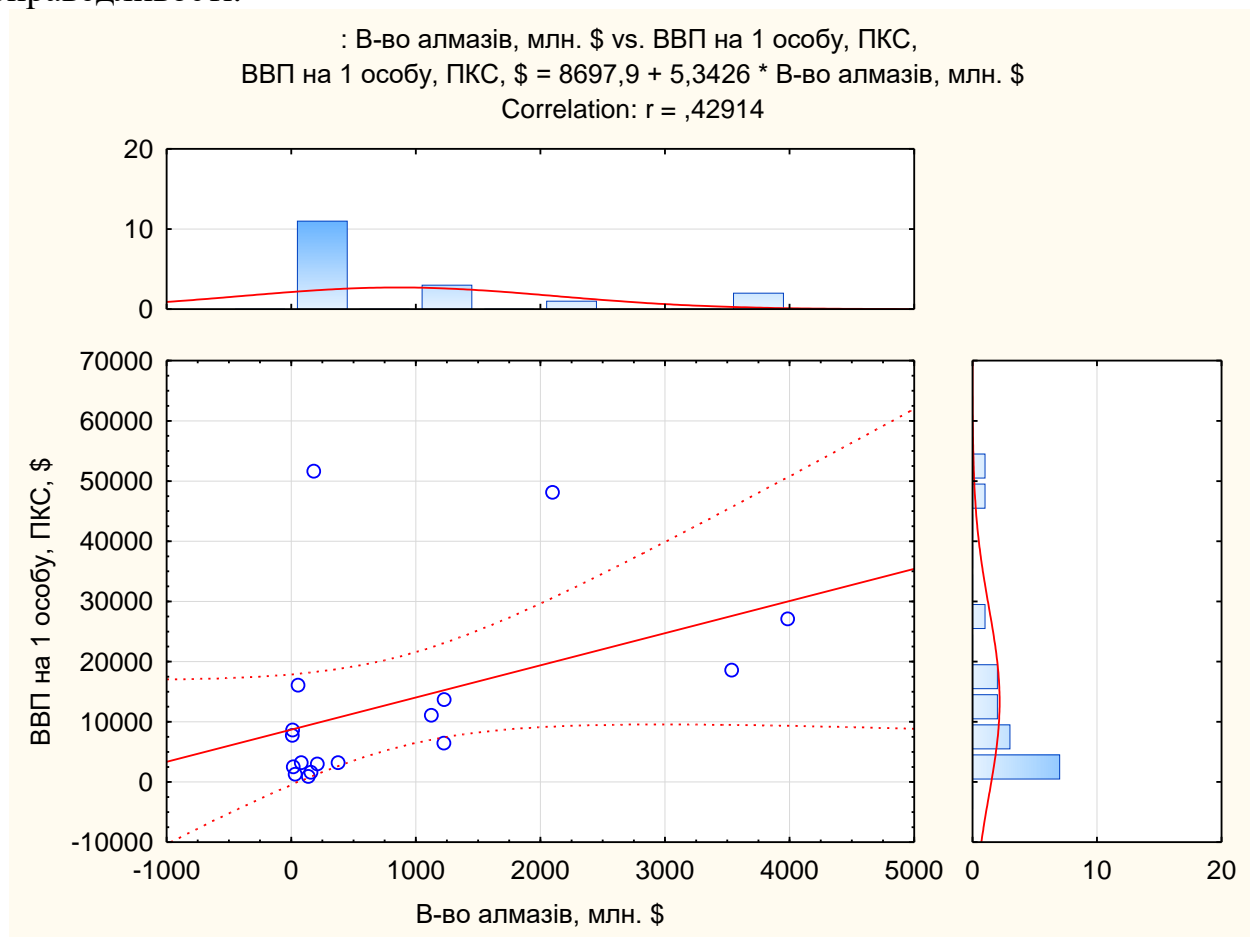 : В-во алмазів, млн. $ vs. ВВП на 1 особу, ПКС,
ВВП на 1 особу, ПКС, $ = 8697,9 + 5,3426 * В-во алмазів, млн. $
Correlation: r = ,42914
20
10
0
70000
60000
50000
40000
30000
20000
10000
0
-10000
ВВП на 1 особу, ПКС, $
-1000 0 1000 2000 3000 4000 5000
0 10 20
В-во алмазів, млн. $